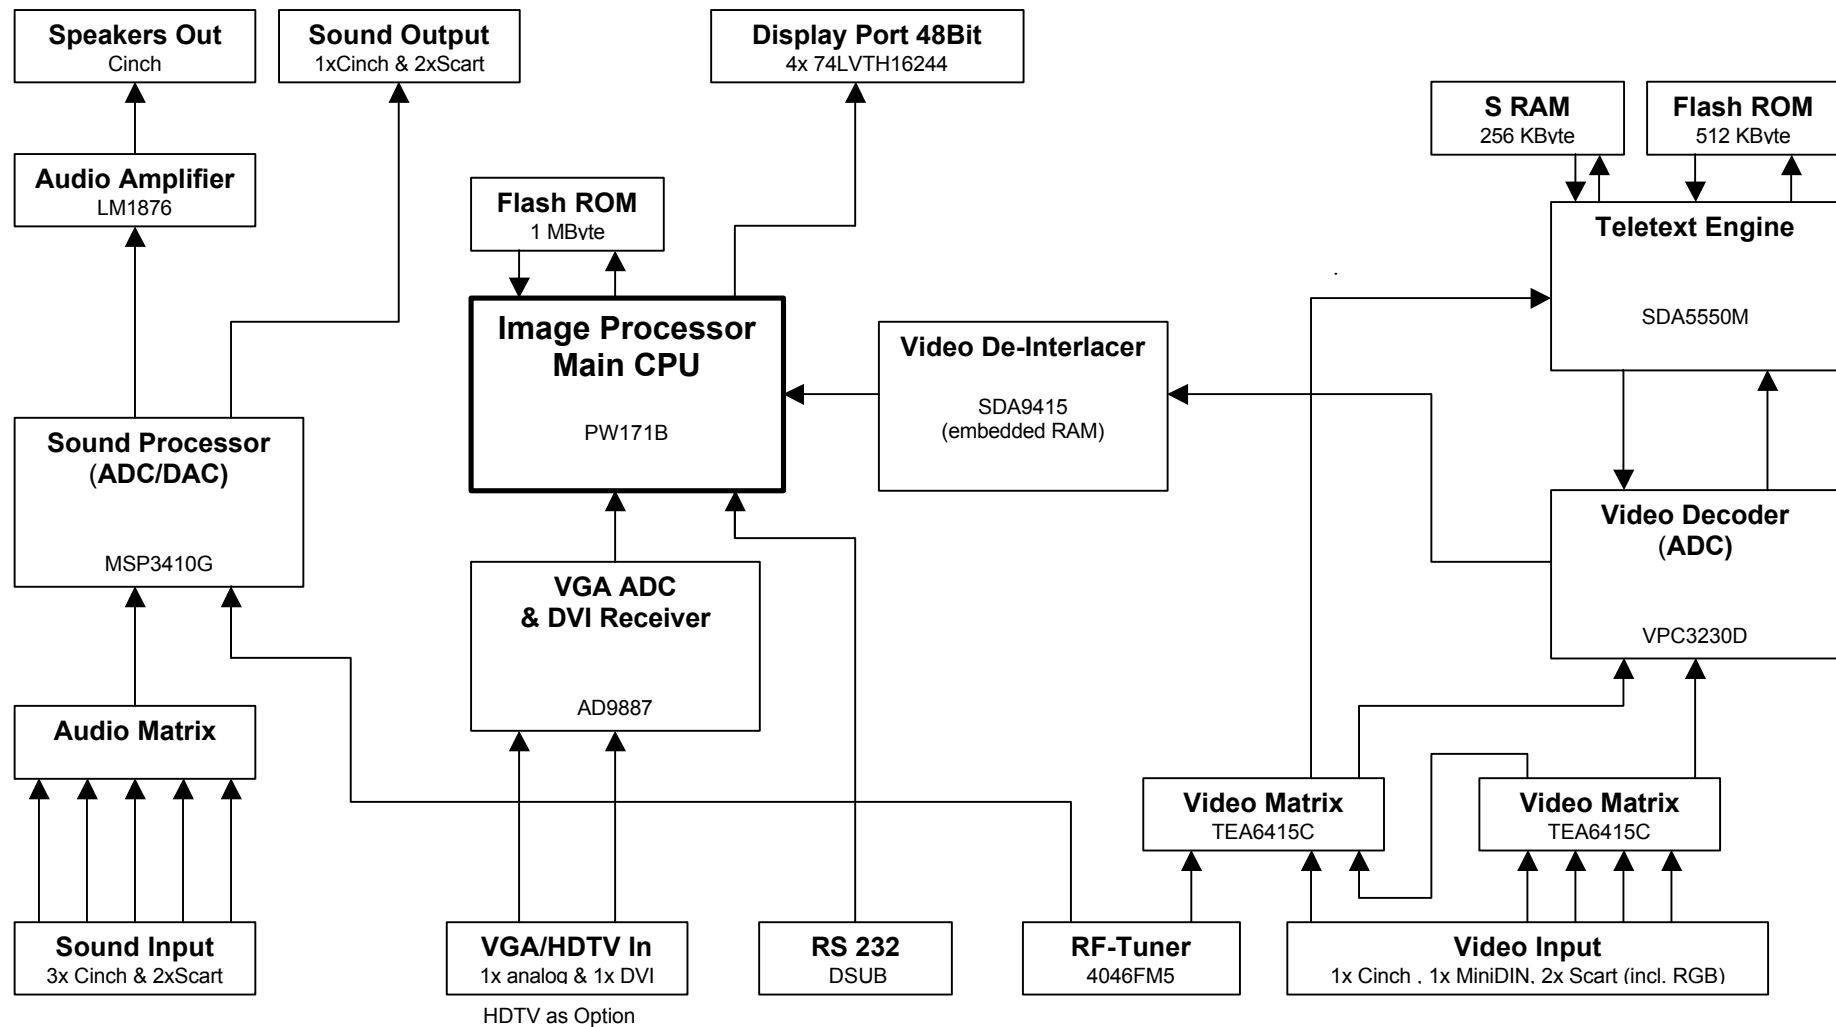 Speakers Out
Cinch
Sound Output
1xCinch & 2xScart
Display Port 48Bit
4x 74LVTH16244
S RAM
256 KByte
Flash ROM
512 KByte
Audio Amplifier
LM1876
Flash ROM
1 MByte
Teletext Engine
SDA5550M
Image Processor
Main CPU
PW171B
Video De-Interlacer
SDA9415
(embedded RAM)
Sound Processor
(ADC/DAC)
MSP3410G
Video Decoder
(ADC)
VPC3230D
VGA ADC
& DVI Receiver
AD9887
Audio Matrix
Video Matrix
TEA6415C
Video Matrix
TEA6415C
Sound Input
3x Cinch & 2xScart
VGA/HDTV In
1x analog & 1x DVI
HDTV as Option
RS 232
DSUB
RF-Tuner
4046FM5
Video Input
1x Cinch , 1x MiniDIN, 2x Scart (incl. RGB)